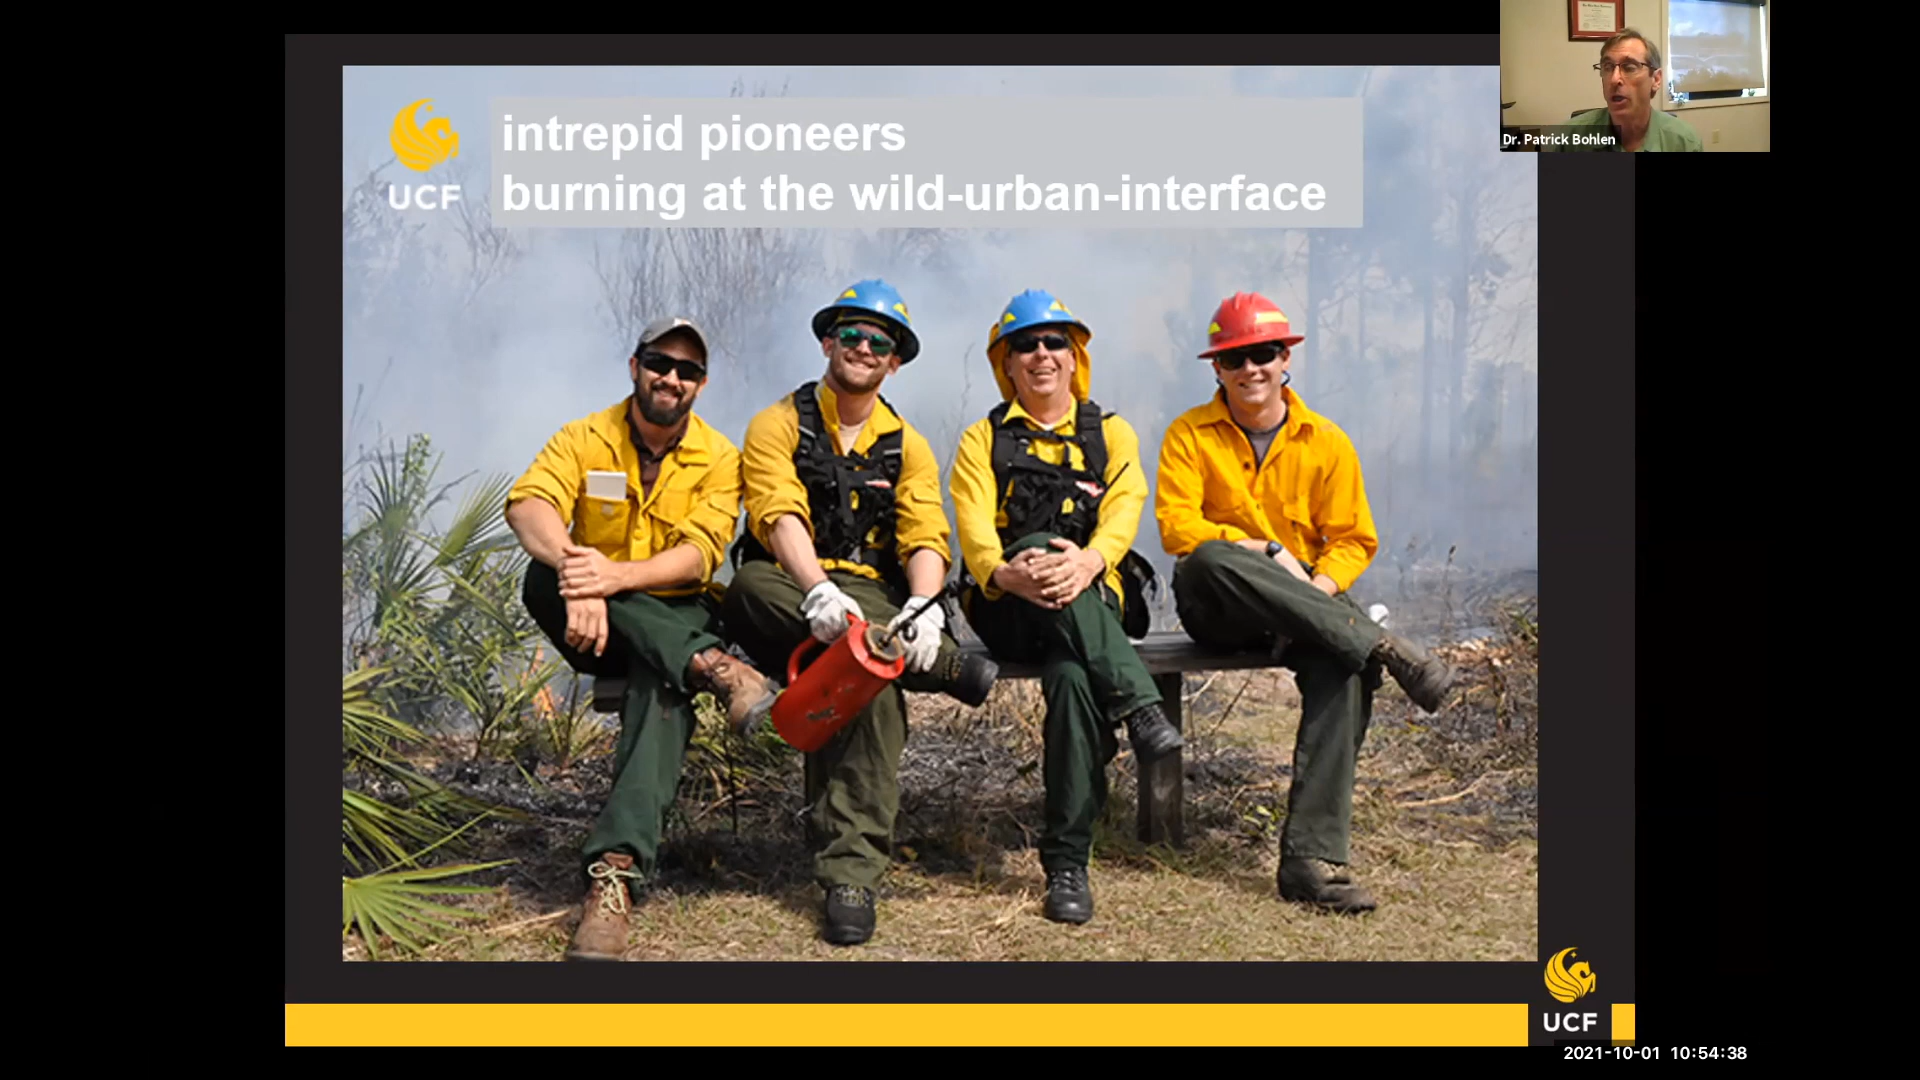 intrepid pioneers
burning at the wild-urban-interface
UCF
Dr. Patrick Bohlen
UCF
2021-10-01 10:54:38